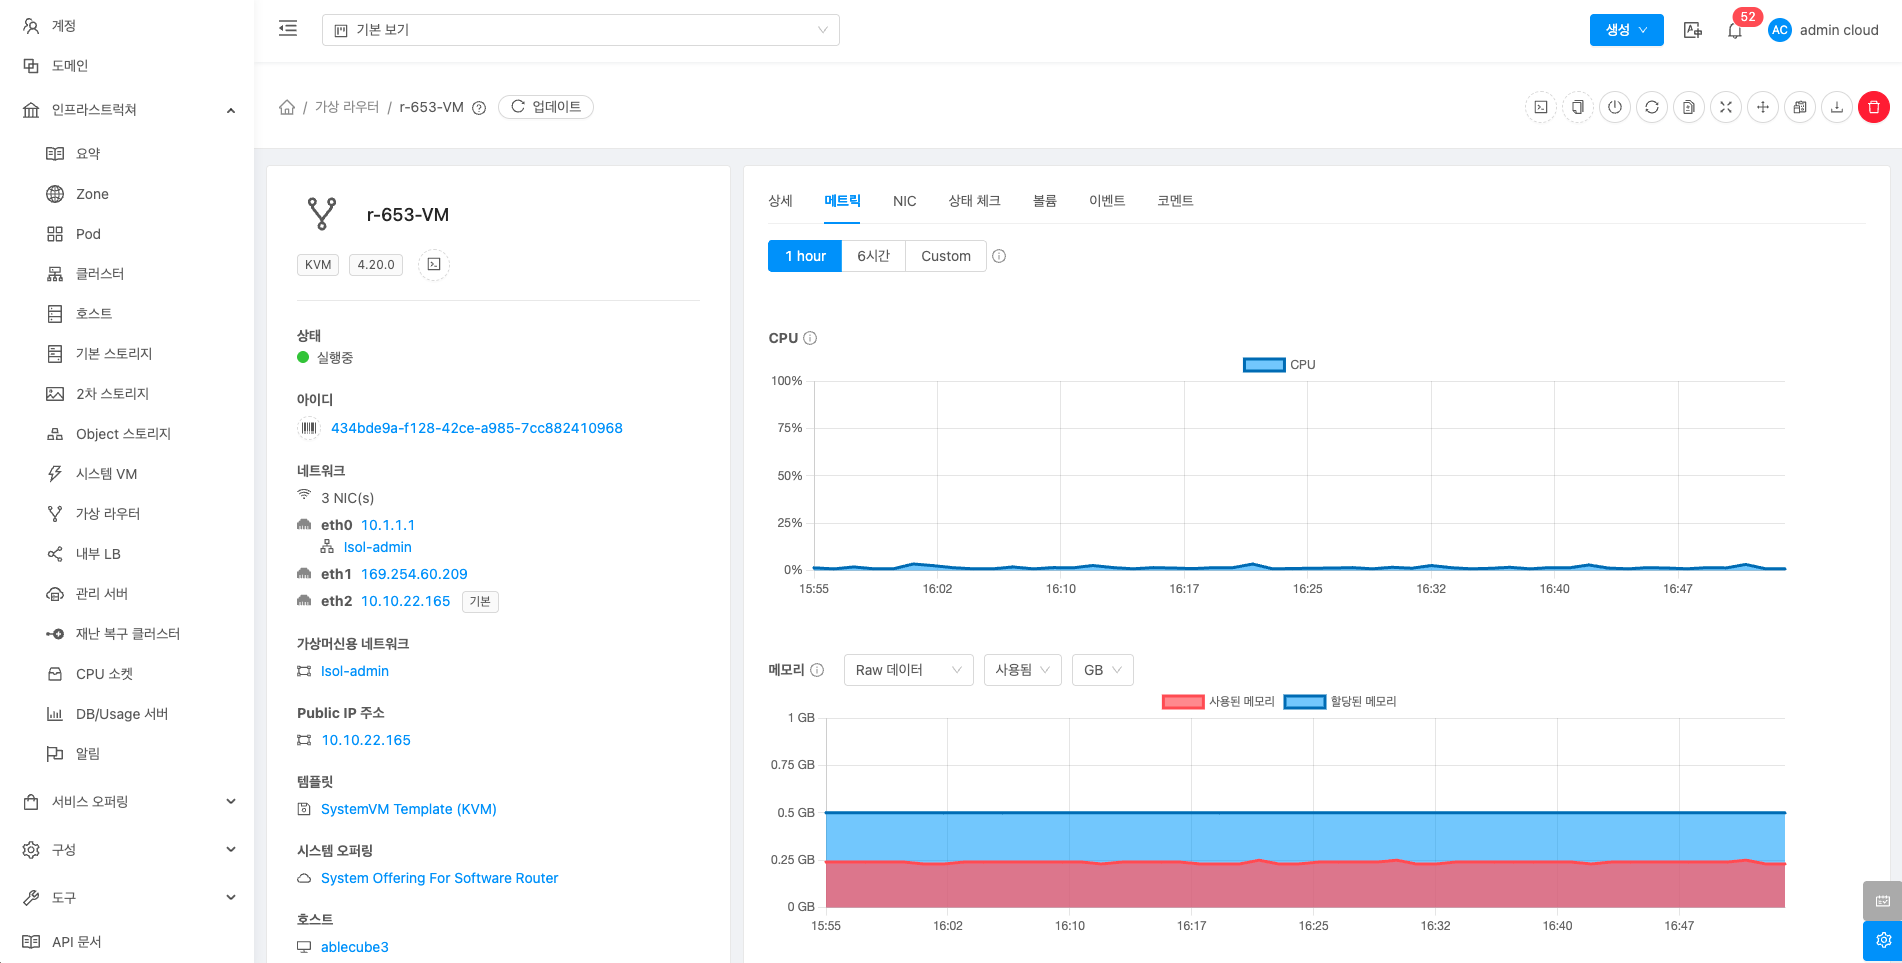 계정
도메인
인프라스트럭쳐
요약
Zone
Pod
클러스터
호스트
기본 스토리지
2차 스토리지
Object 스토리지
시스템 VM
가상 라우터
내부 LB
관리 서버
재난 복구 클러스터
CPU 소켓
DB/Usage 서버
알림
서비스 오퍼링
구성
도구
API 문서
기본 보기
생성
52
AC
admin cloud
/ 가상 라우터 / r-653-VM
업데이트
r-653-VM
KVM
4.20.0
상태
실행중
아이디
434bde9a-f128-42ce-a985-7cc882410968
네트워크
3 NIC(s)
eth0 10.1.1.1
lsol-admin
eth1 169.254.60.209
eth2 10.10.22.165 기본
가상머신용 네트워크
lsol-admin
Public IP 주소
10.10.22.165
템플릿
SystemVM Template (KVM)
시스템 오퍼링
System Offering For Software Router
호스트
ablecube3
상세 메트릭 NIC 상태 체크 볼륨 이벤트 코멘트
1 hour 6시간 Custom
CPU
CPU
100%
75%
50%
25%
0%
15:55 16:02 16:10 16:17 16:25 16:32 16:40 16:47
메모리 Raw 데이터 사용됨 GB
사용된 메모리 할당된 메모리
1 GB
0.75 GB
0.5 GB
0.25 GB
0 GB
15:55 16:02 16:10 16:17 16:25 16:32 16:40 16:47